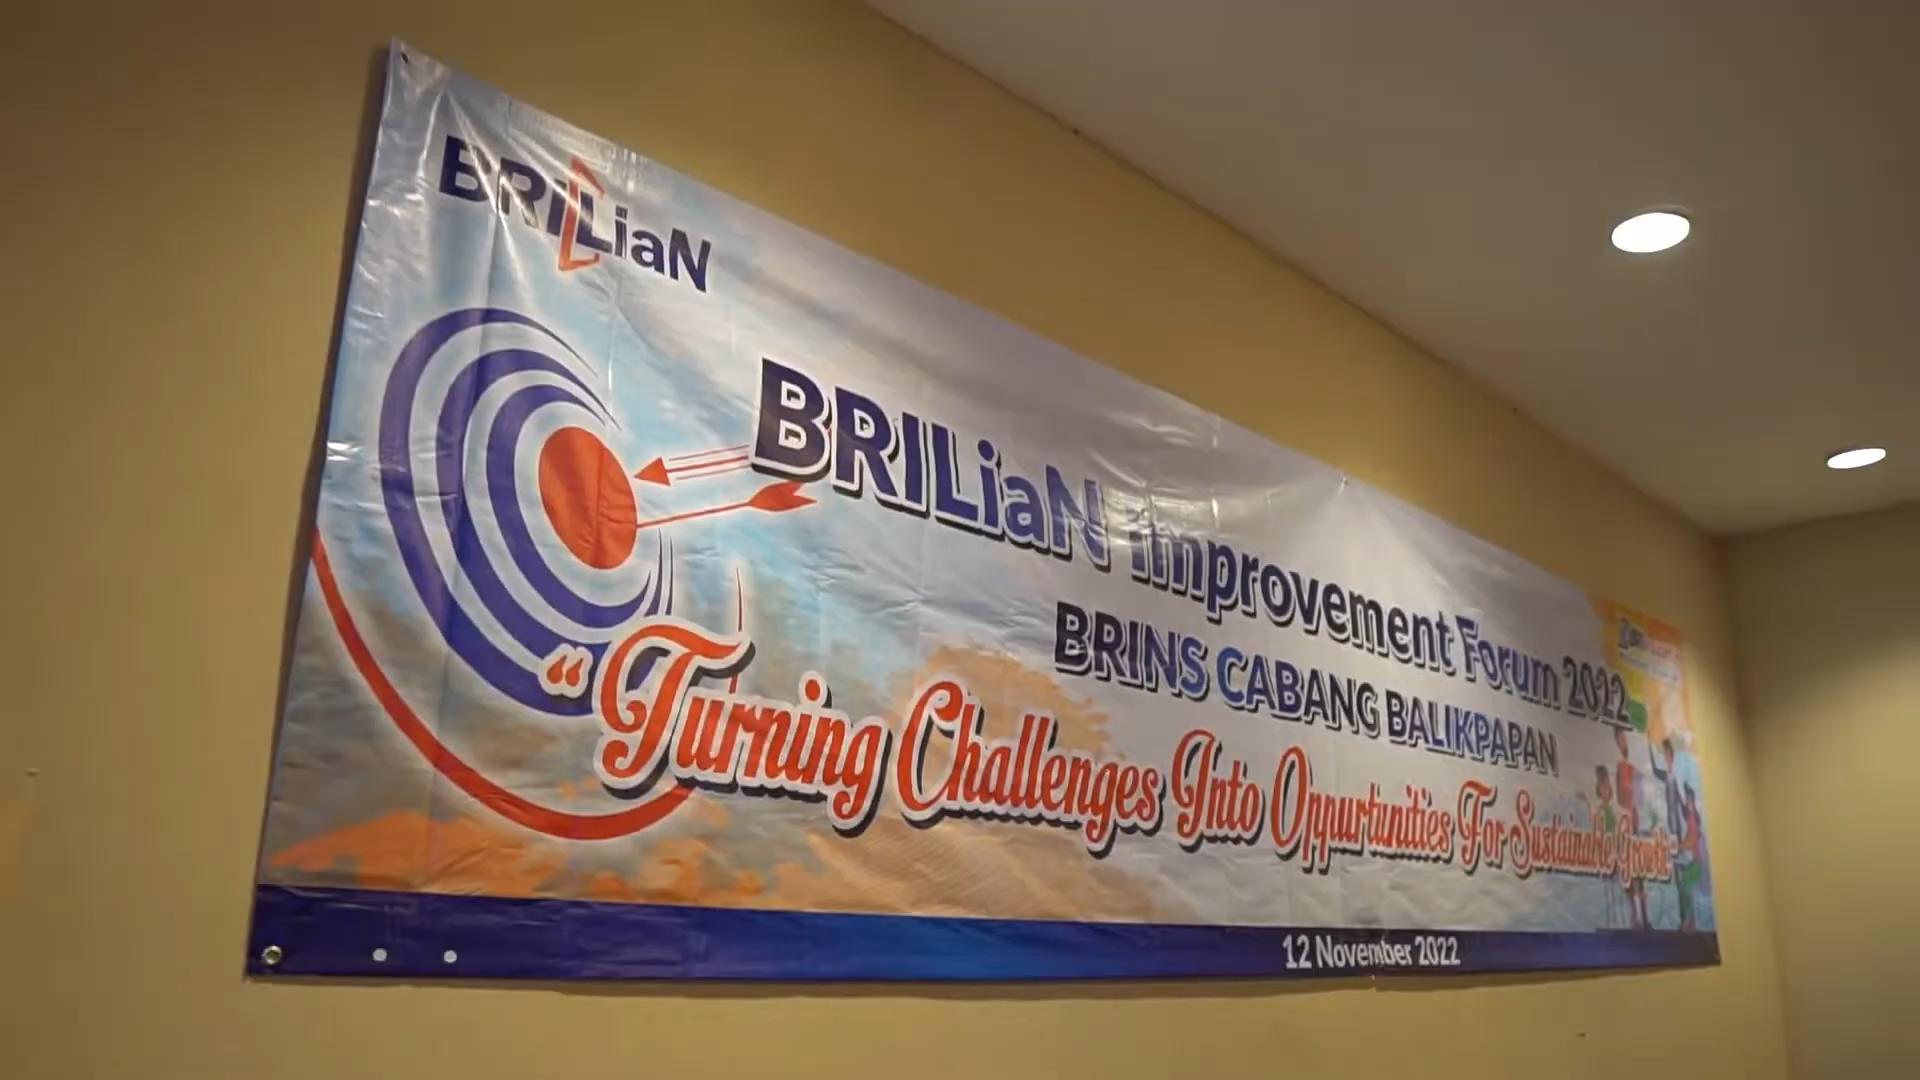 BRILiaN
BRILiaN Improvement Forum 2022
BRINS CABANG BALIKPAPAN
“Turning Challenges Into Oppurtunities For Sustainable Growth”
12 November 2022